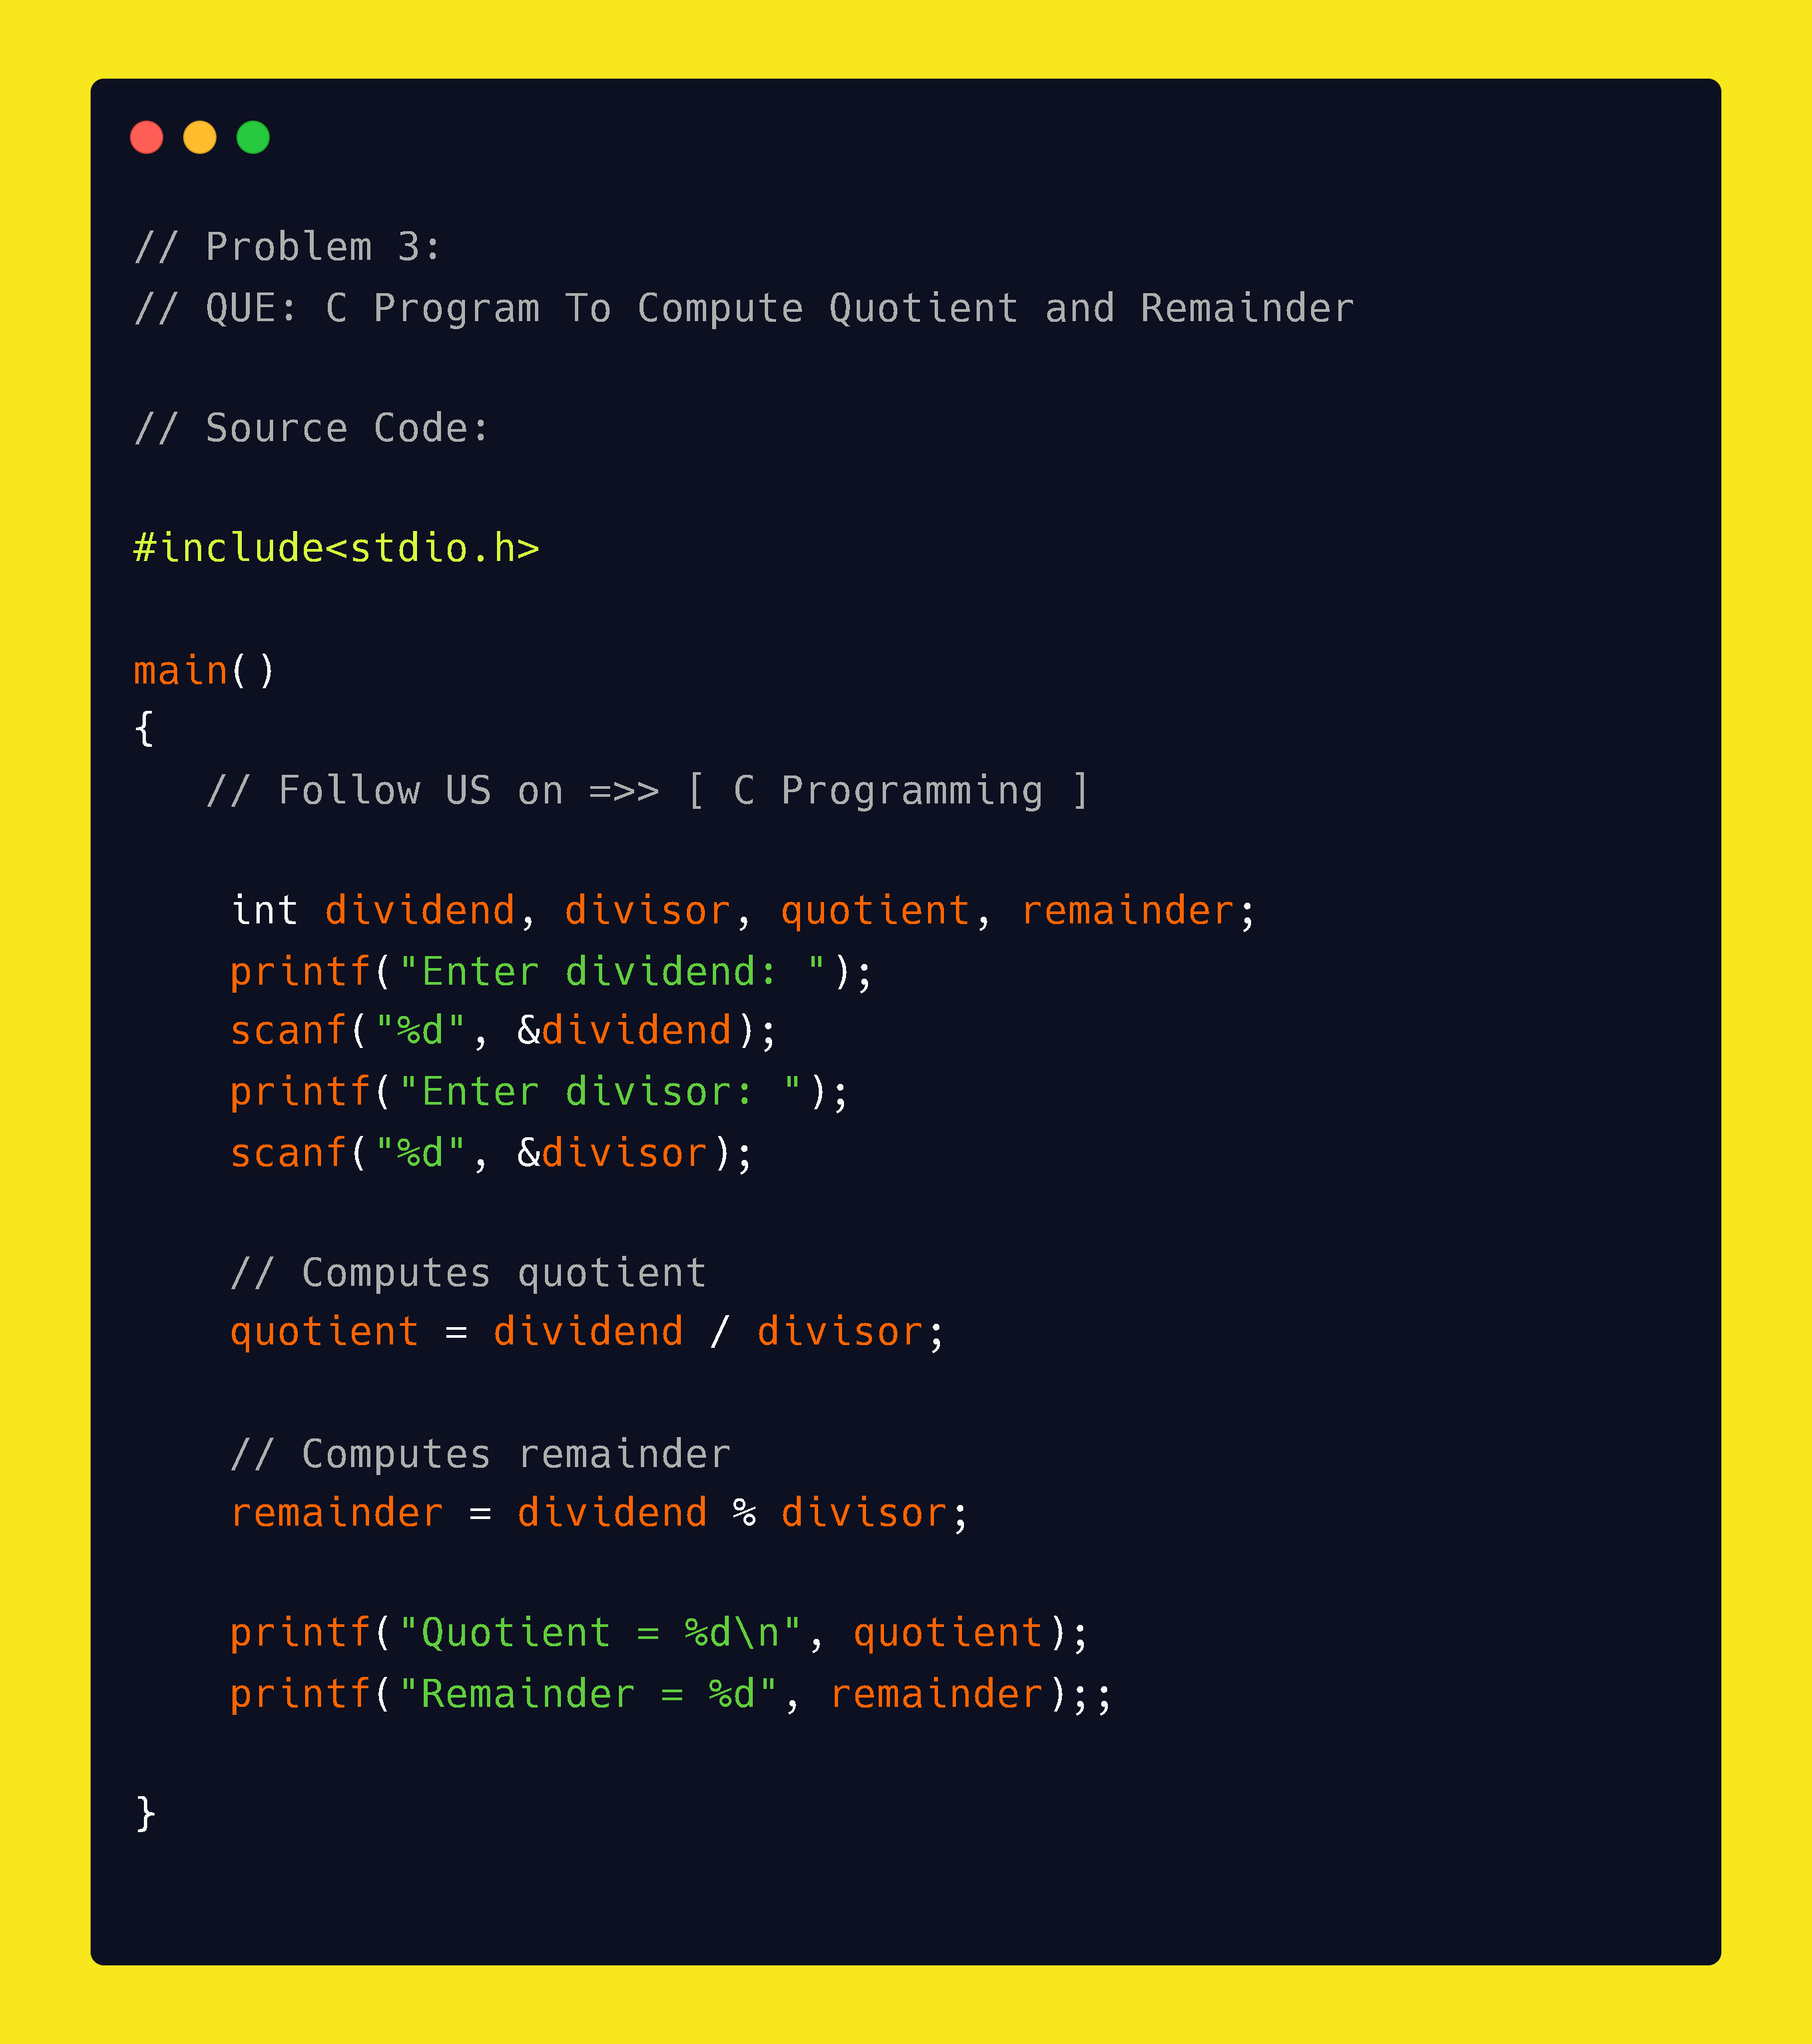 // Problem 3:
// QUE: C Program To Compute Quotient and Remainder
// Source Code:
#include<stdio.h>
main()
{
// Follow US on =>> [ C Programming ]
int dividend, divisor, quotient, remainder;
printf("Enter dividend: ");
scanf("%d", &dividend);
printf("Enter divisor: ");
scanf("%d", &divisor);
// Computes quotient
quotient = dividend / divisor;
// Computes remainder
remainder = dividend % divisor;
printf("Quotient = %d\n", quotient);
printf("Remainder = %d", remainder);;
}